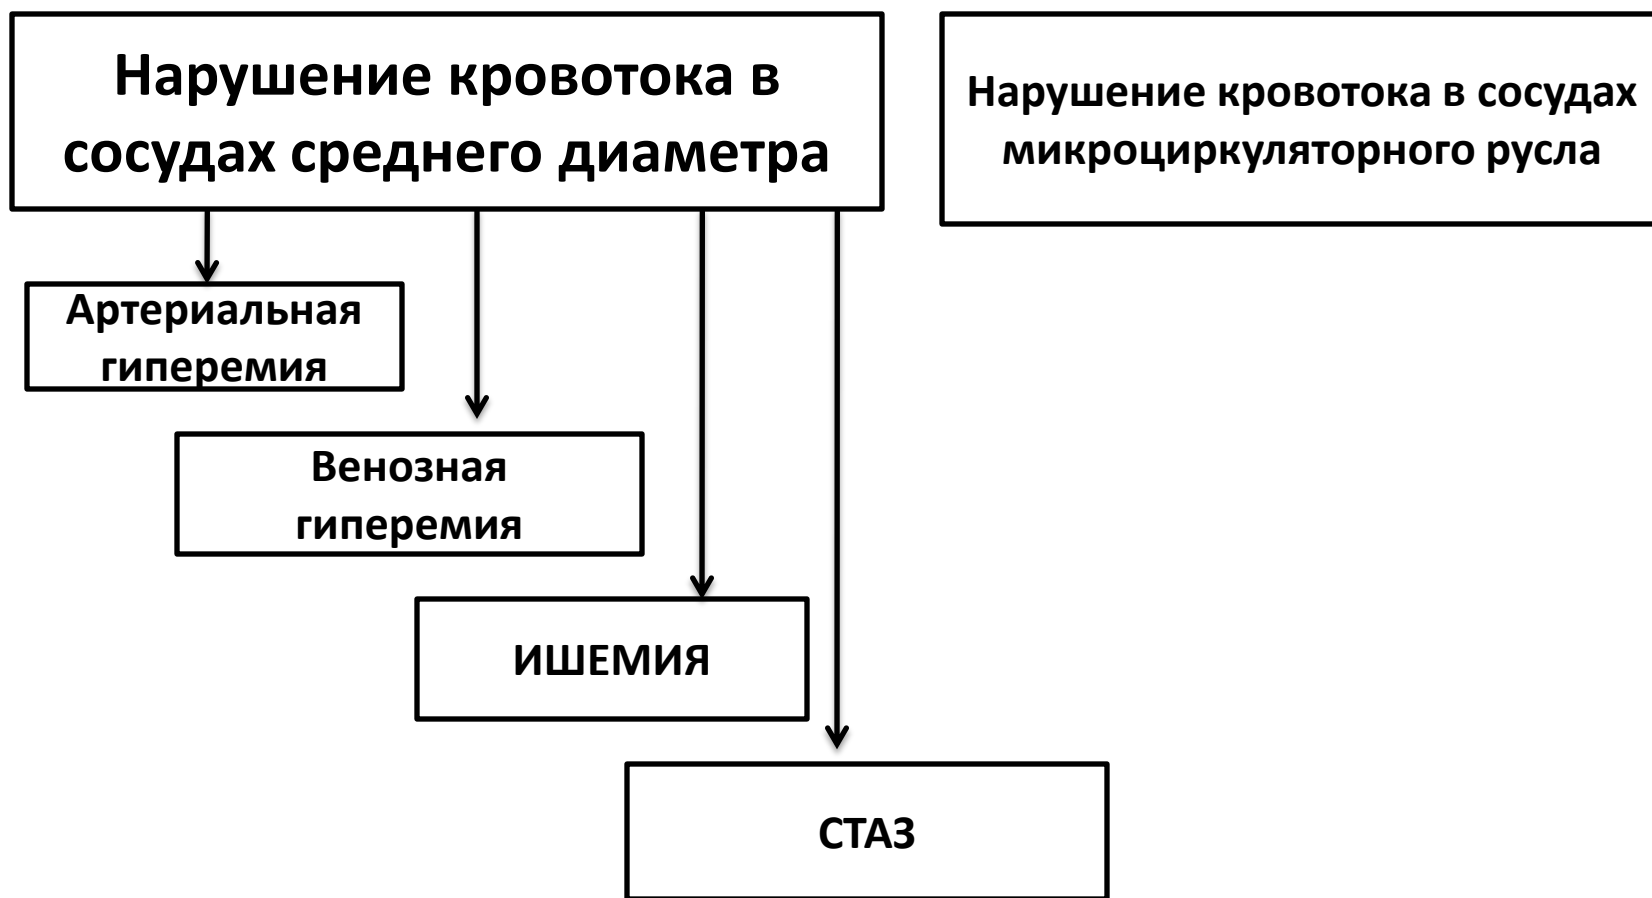 Нарушение кровотока в
сосудах среднего диаметра
Нарушение кровотока в сосудах
микроциркуляторного русла
Артериальная
гиперемия
Венозная
гиперемия
ИШЕМИЯ
СТАЗ